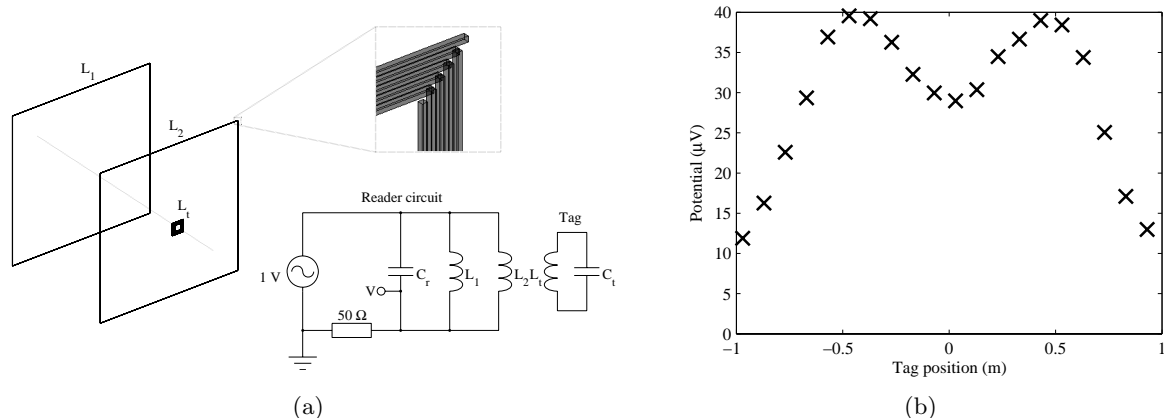 L1
L2
Lt
Reader circuit
Tag
1 V
Cr
L1
L2
Lt
Ct
V
50 Ω
(a)
40
35
30
25
20
15
10
5
0
Potential (μV)
−1
−0.5
0
0.5
1
Tag position (m)
(b)